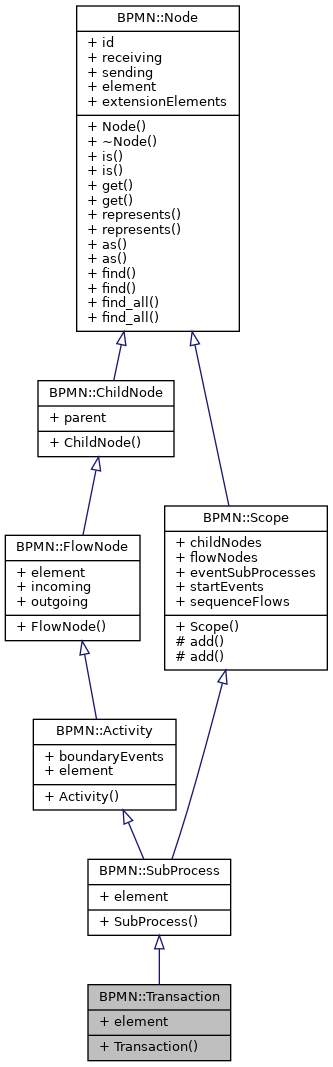 BPMN::Node
+ id
+ receiving
+ sending
+ element
+ extensionElements
+ Node()
+ ~Node()
+ is()
+ is()
+ get()
+ get()
+ represents()
+ represents()
+ as()
+ as()
+ find()
+ find()
+ find_all()
+ find_all()
BPMN::ChildNode
+ parent
+ ChildNode()
BPMN::Scope
+ childNodes
+ flowNodes
+ eventSubProcesses
+ startEvents
+ sequenceFlows
+ Scope()
# add()
# add()
BPMN::FlowNode
+ element
+ incoming
+ outgoing
+ FlowNode()
BPMN::Activity
+ boundaryEvents
+ element
+ Activity()
BPMN::SubProcess
+ element
+ SubProcess()
BPMN::Transaction
+ element
+ Transaction()